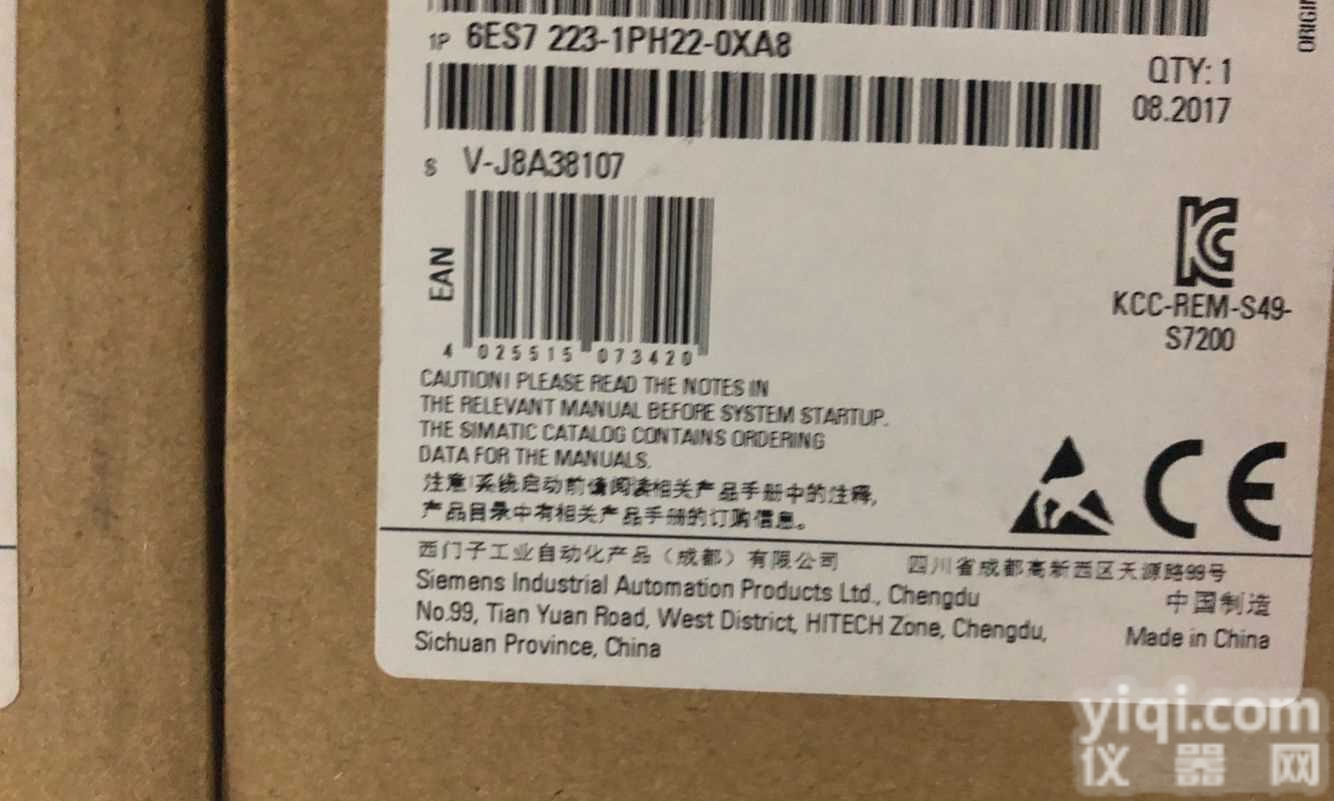 ORIGIN
1P 6ES7 223-1PH22-0XA8
QTY: 1
08.2017
S V-J8A38107
EAN
4 025515 073420
KCC-REM-S49-
S7200
CAUTION! PLEASE READ THE NOTES IN
THE RELEVANT MANUAL BEFORE SYSTEM STARTUP.
THE SIMATIC CATALOG CONTAINS ORDERING
DATA FOR THE MANUALS.
注意!系统启动前请阅读相关产品手册中的注释,
产品目录中有相关产品手册的订购信息。
CE
西门子工业自动化产品(成都)有限公司 四川省成都高新西区天源路99号
Siemens Industrial Automation Products Ltd., Chengdu
中国制造
No.99, Tian Yuan Road, West District, HITECH Zone, Chengdu,
Made in China
Sichuan Province, China
yiqi.com
仪器网